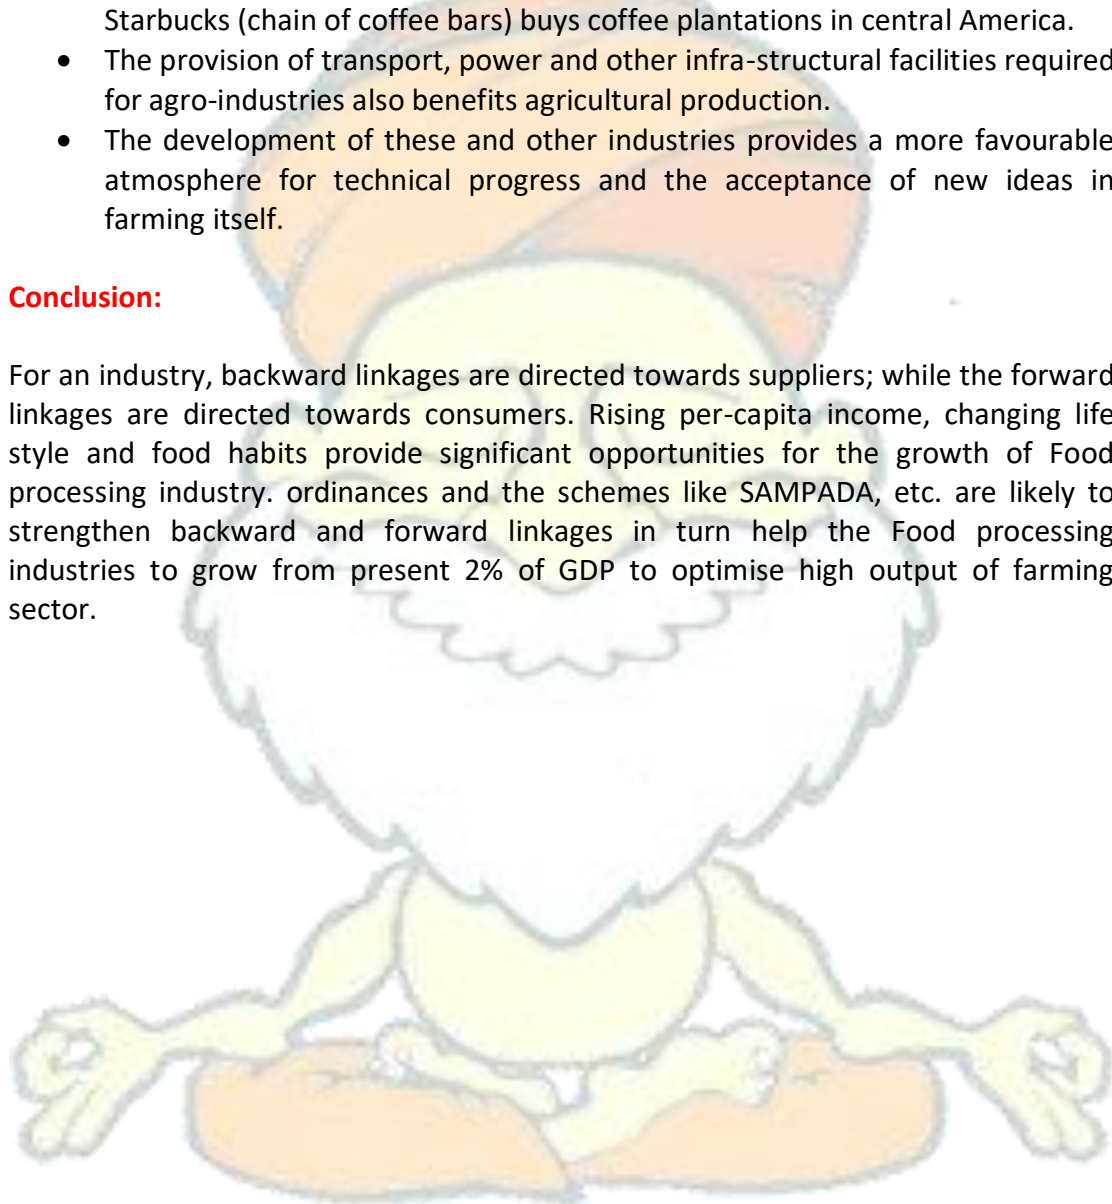 Starbucks (chain of coffee bars) buys coffee plantations in central America.
• The provision of transport, power and other infra-structural facilities required
for agro-industries also benefits agricultural production.
• The development of these and other industries provides a more favourable
atmosphere for technical progress and the acceptance of new ideas in
farming itself.
Conclusion:
For an industry, backward linkages are directed towards suppliers; while the forward
linkages are directed towards consumers. Rising per-capita income, changing life
style and food habits provide significant opportunities for the growth of Food
processing industry. ordinances and the schemes like SAMPADA, etc. are likely to
strengthen backward and forward linkages in turn help the Food processing
industries to grow from present 2% of GDP to optimise high output of farming
sector.